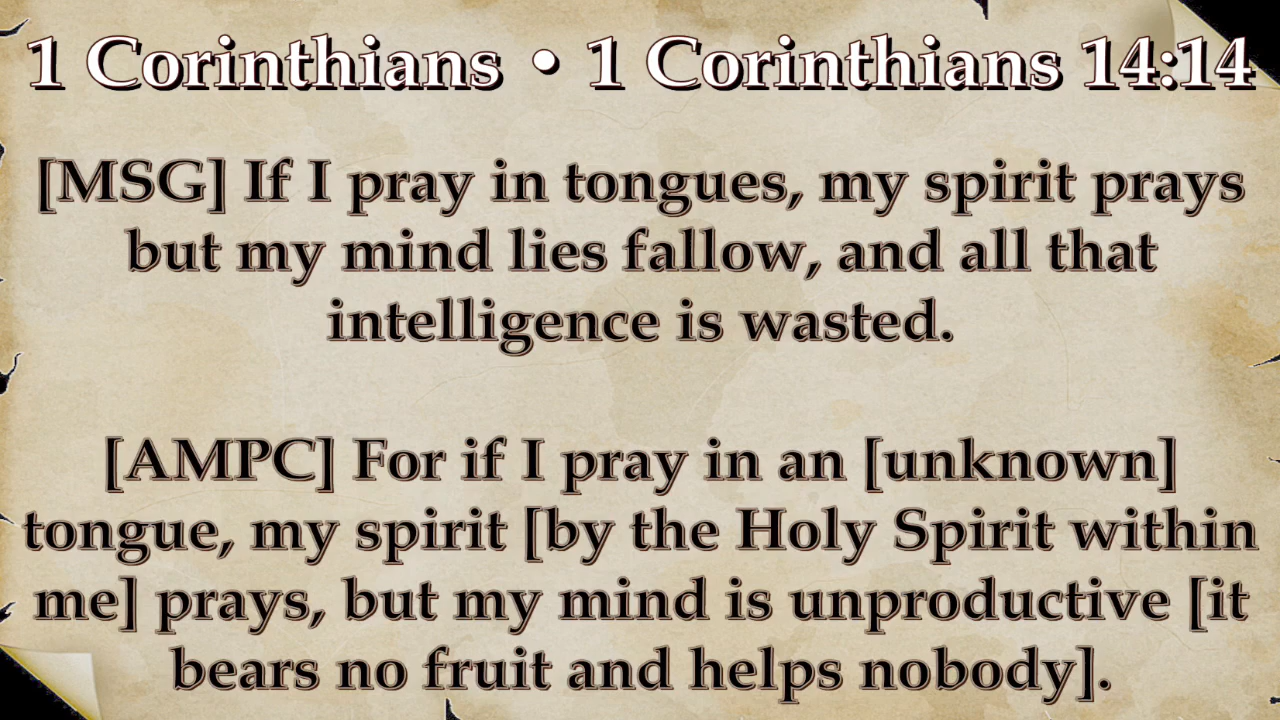 1 Corinthians • 1 Corinthians 14:14
[MSG] If I pray in tongues, my spirit prays
but my mind lies fallow, and all that
intelligence is wasted.
[AMPC] For if I pray in an [unknown]
tongue, my spirit [by the Holy Spirit within
me] prays, but my mind is unproductive [it
bears no fruit and helps nobody].